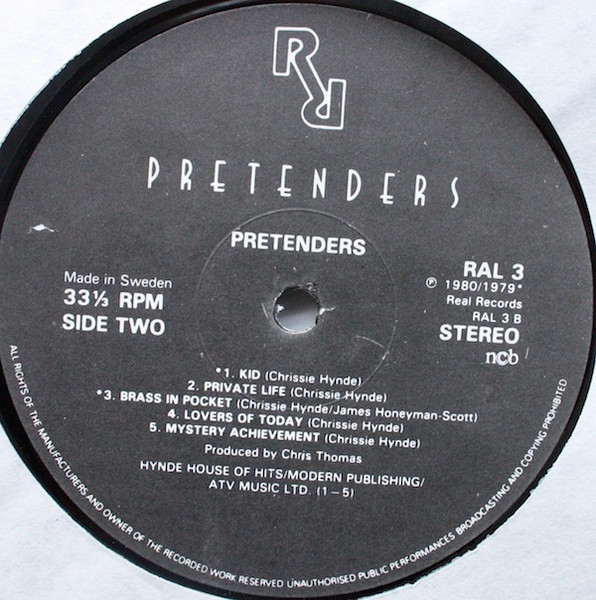 RR
PRETENDERS
PRETENDERS
Made in Sweden
33⅓ RPM
SIDE TWO
RAL 3
℗ 1980/1979*
Real Records
RAL 3 B
STEREO
ncb
*1. KID (Chrissie Hynde)
2. PRIVATE LIFE (Chrissie Hynde)
*3. BRASS IN POCKET (Chrissie Hynde/James Honeyman-Scott)
4. LOVERS OF TODAY (Chrissie Hynde)
5. MYSTERY ACHIEVEMENT (Chrissie Hynde)
Produced by Chris Thomas
HYNDE HOUSE OF HITS/MODERN PUBLISHING/
ATV MUSIC LTD. (1–5)
ALL RIGHTS OF THE MANUFACTURERS AND OWNER OF THE RECORDED WORK RESERVED UNAUTHORISED PUBLIC PERFORMANCES BROADCASTING AND COPYING PROHIBITED